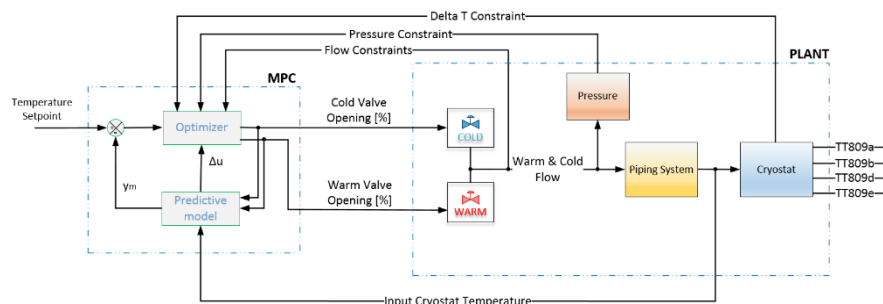 Delta T Constraint
Pressure Constraint
Flow Constraints
PLANT
MPC
Temperature
Setpoint
Optimizer
Cold Valve
Opening [%]
COLD
Pressure
Δu
Warm & Cold
Flow
Piping System
Cryostat
TT809a
TT809b
TT809d
TT809e
ym
Predictive
model
Warm Valve
Opening [%]
WARM
Input Cryostat Temperature